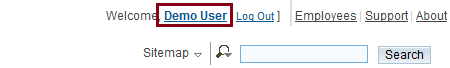 Welcome, Demo User Log Out ] Employees | Support | About
Sitemap Search